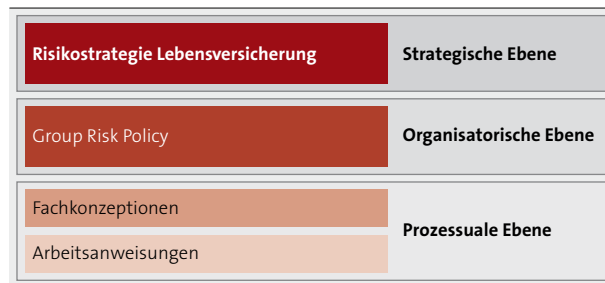 Risikostrategie Lebensversicherung
Strategische Ebene
Group Risk Policy
Organisatorische Ebene
Fachkonzeptionen
Arbeitsanweisungen
Prozessuale Ebene